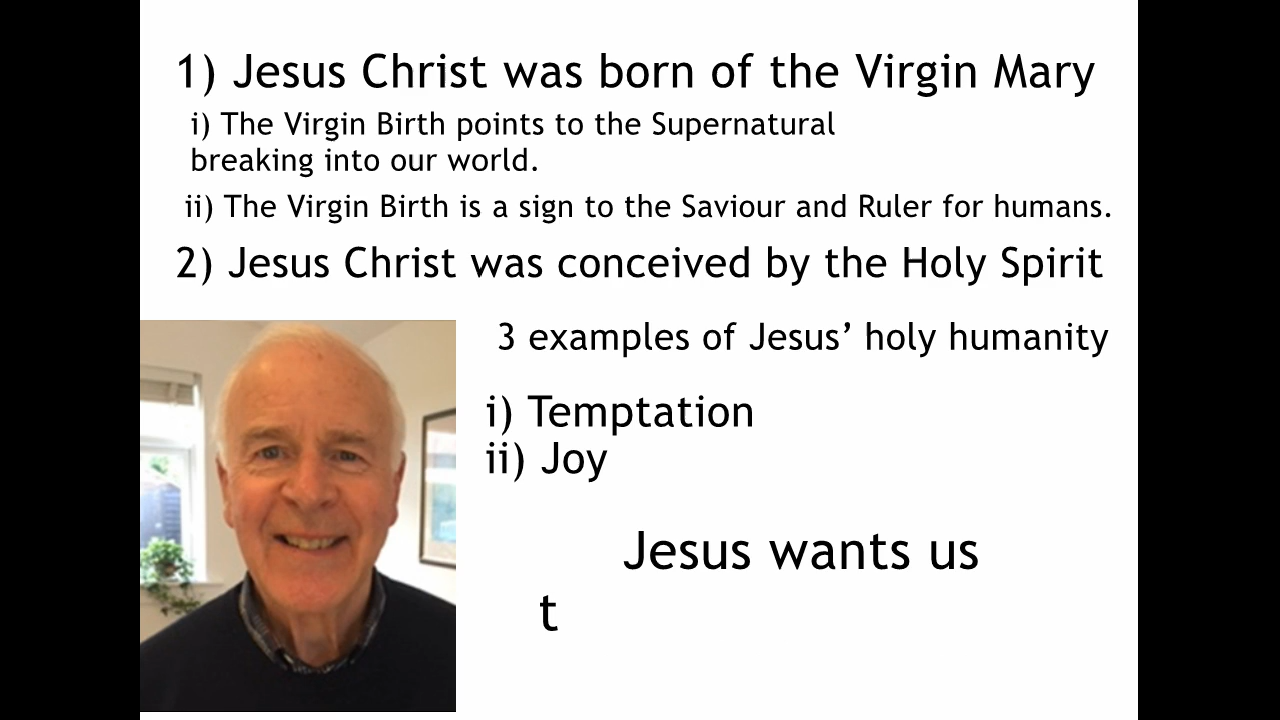 1) Jesus Christ was born of the Virgin Mary
i) The Virgin Birth points to the Supernatural
breaking into our world.
ii) The Virgin Birth is a sign to the Saviour and Ruler for humans.
2) Jesus Christ was conceived by the Holy Spirit
3 examples of Jesus’ holy humanity
i) Temptation
ii) Joy
Jesus wants us
t